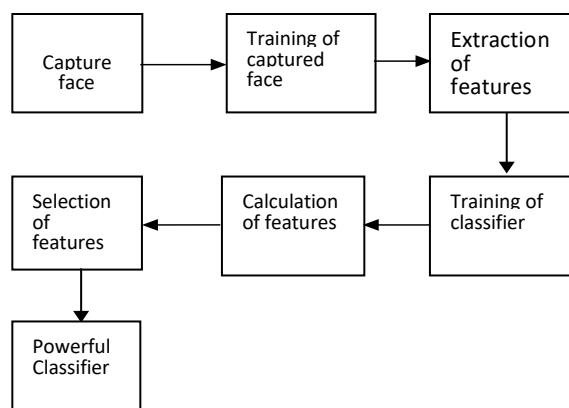 Capture
face
Training of
captured
face
Extraction
of
features
Training of
classifier
Calculation
of features
Selection
of
features
Powerful
Classifier